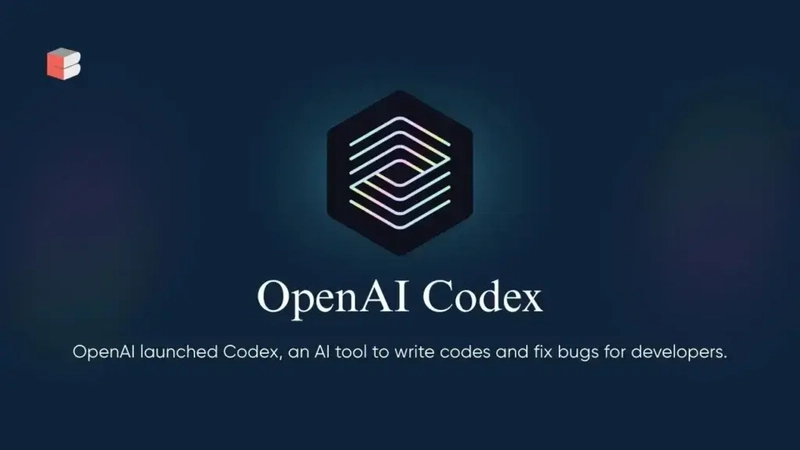 OpenAI Codex
OpenAI launched Codex, an AI tool to write codes and fix bugs for developers.